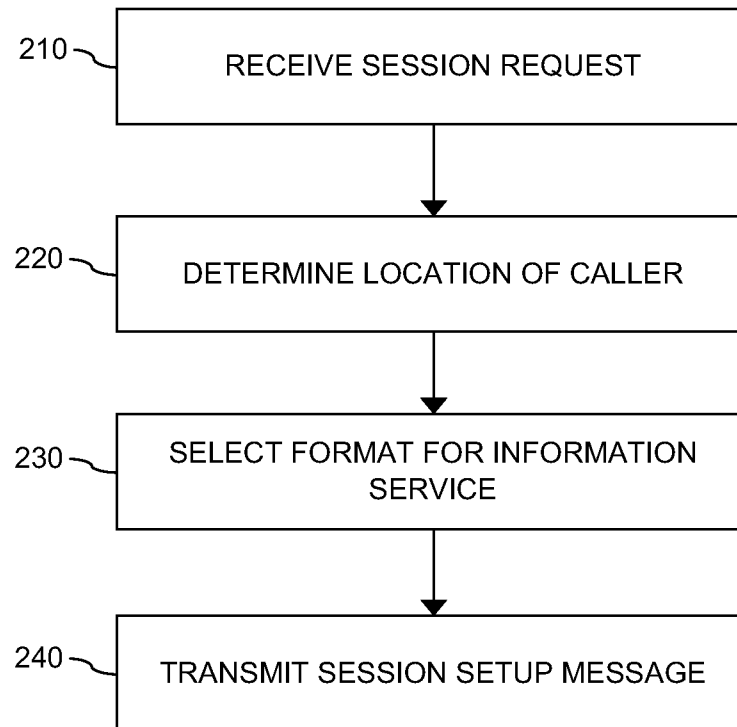 210
RECEIVE SESSION REQUEST
220
DETERMINE LOCATION OF CALLER
230
SELECT FORMAT FOR INFORMATION
SERVICE
240
TRANSMIT SESSION SETUP MESSAGE